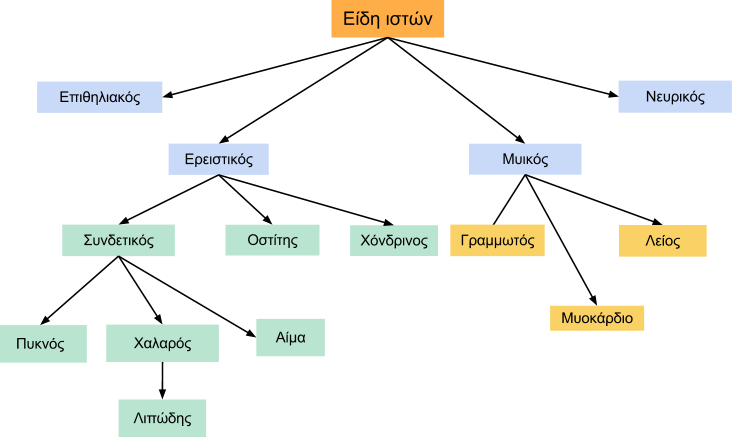 Είδη ιστών
Επιθηλιακός
Νευρικός
Ερειστικός
Μυικός
Συνδετικός
Οστίτης
Χόνδρινος
Γραμμωτός
Λείος
Μυοκάρδιο
Πυκνός
Χαλαρός
Αίμα
Λιπώδης